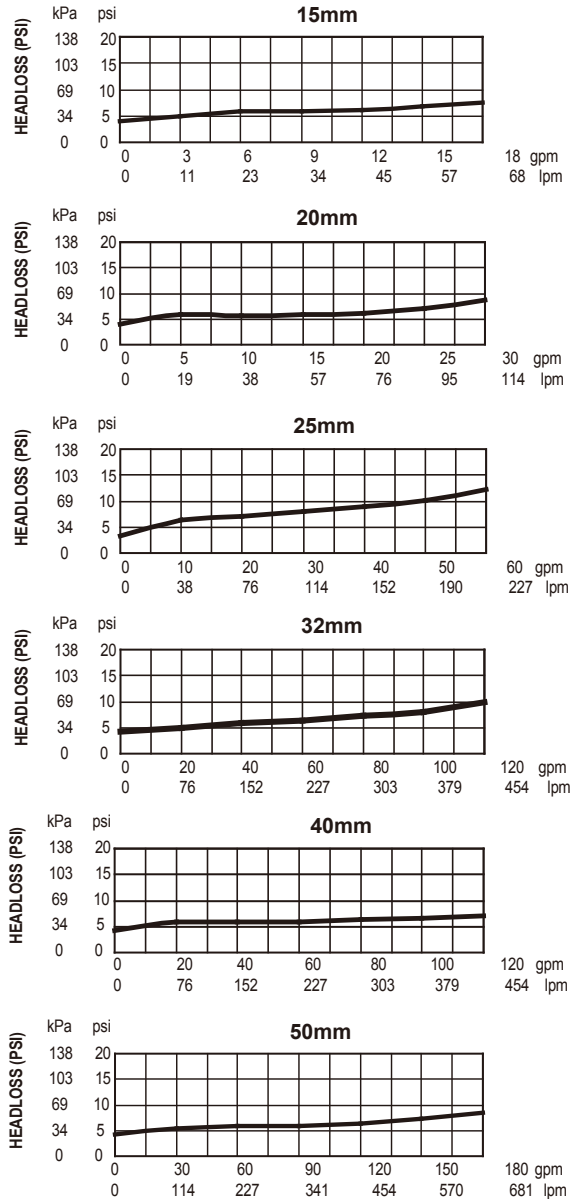 15mm
kPa psi
HEADLOSS (PSI)
138 20
103 15
69 10
34 5
0 0
0 3 6 9 12 15 18 gpm
0 11 23 34 45 57 68 lpm
20mm
kPa psi
HEADLOSS (PSI)
138 20
103 15
69 10
34 5
0 0
0 5 10 15 20 25 30 gpm
0 19 38 57 76 95 114 lpm
25mm
kPa psi
HEADLOSS (PSI)
138 20
103 15
69 10
34 5
0 0
0 10 20 30 40 50 60 gpm
0 38 76 114 152 190 227 lpm
32mm
kPa psi
HEADLOSS (PSI)
138 20
103 15
69 10
34 5
0 0
0 20 40 60 80 100 120 gpm
0 76 152 227 303 379 454 lpm
40mm
kPa psi
HEADLOSS (PSI)
138 20
103 15
69 10
34 5
0 0
0 20 40 60 80 100 120 gpm
0 76 152 227 303 379 454 lpm
50mm
kPa psi
HEADLOSS (PSI)
138 20
103 15
69 10
34 5
0 0
0 30 60 90 120 150 180 gpm
0 114 227 341 454 570 681 lpm